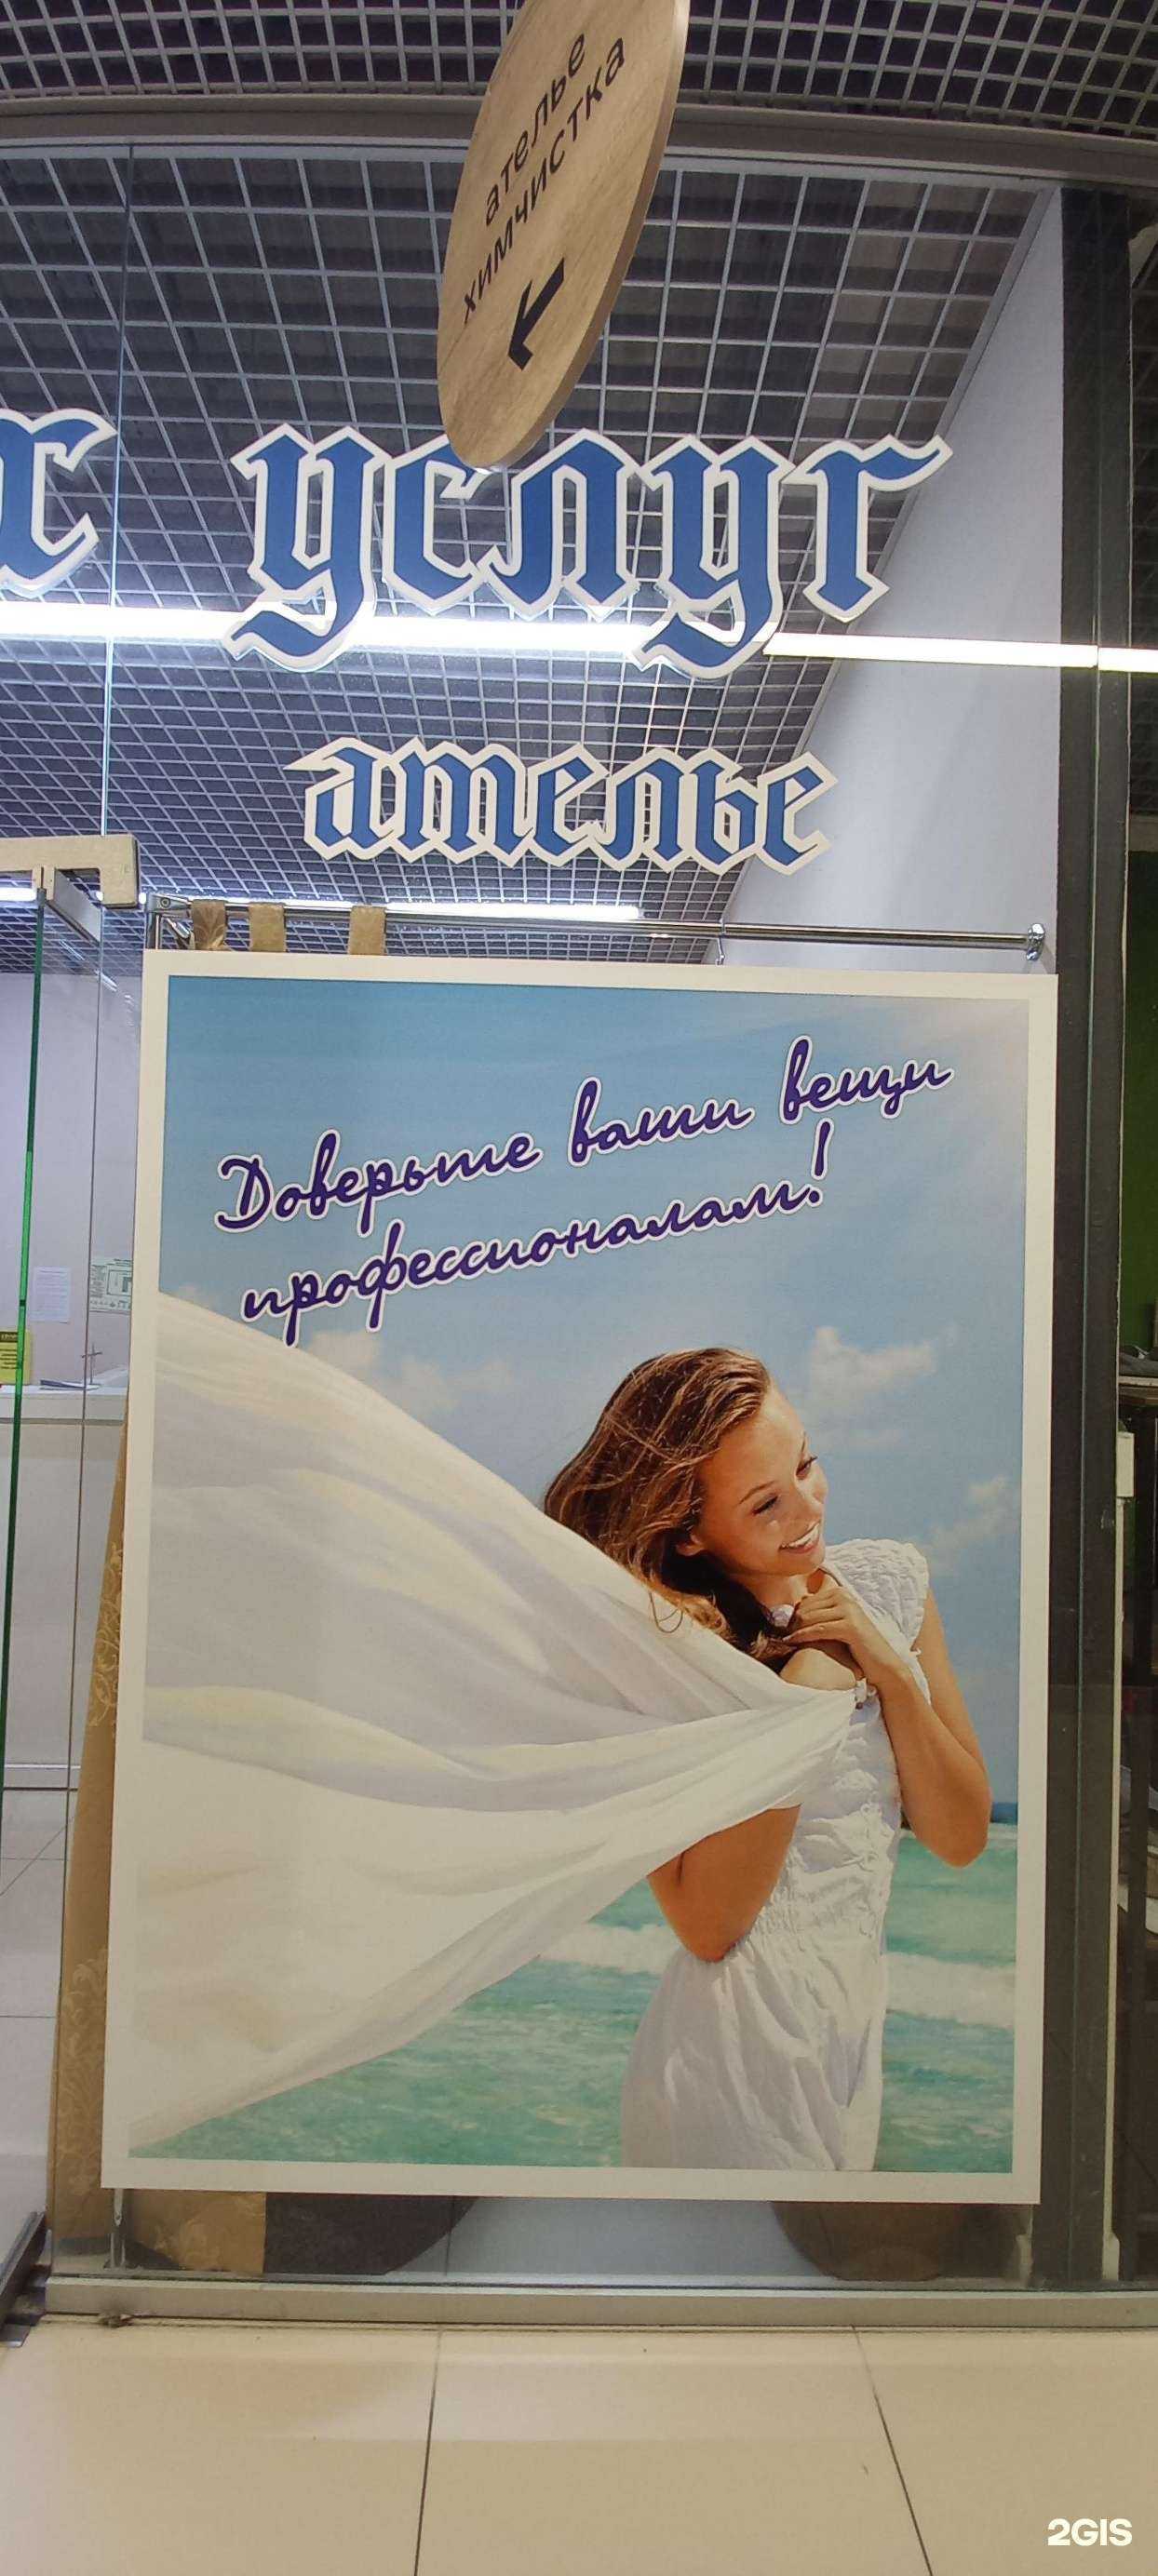 ателье
химчистка
услуг
ателье
Доверьте ваши вещи
профессионалам!
2GIS